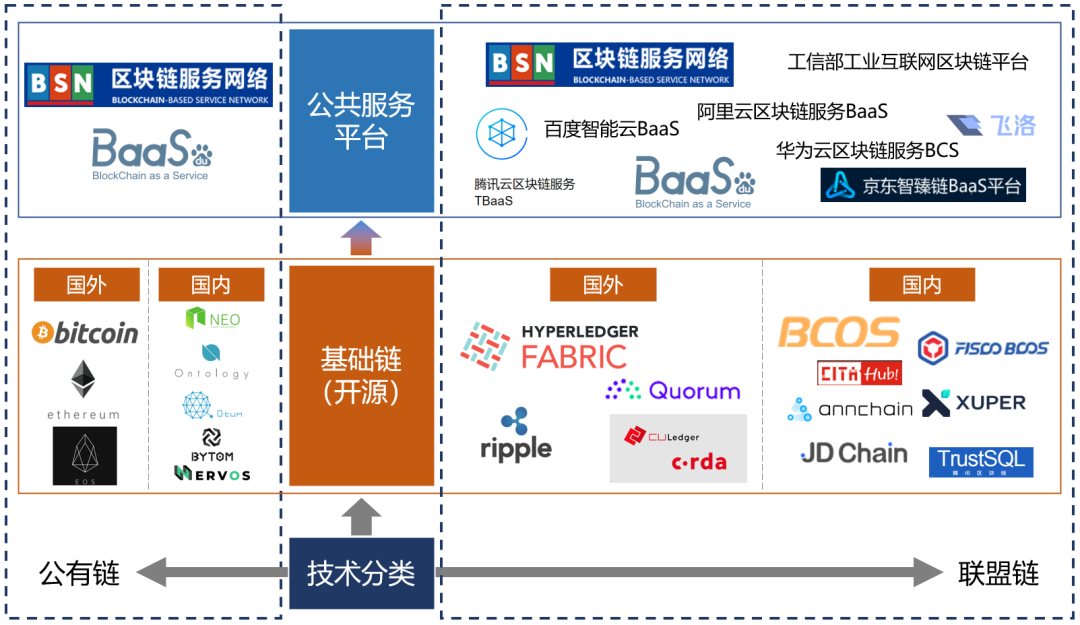 BSN 区块链服务网络
BLOCKCHAIN-BASED SERVICE NETWORK
BaaS du
BlockChain as a Service
公共服务
平台
BSN 区块链服务网络
BLOCKCHAIN-BASED SERVICE NETWORK
工信部工业互联网区块链平台
阿里云区块链服务BaaS
百度智能云BaaS
飞洛
华为云区块链服务BCS
腾讯云区块链服务
TBaaS
BaaS du
BlockChain as a Service
京东智臻链BaaS平台
国外
bitcoin
ethereum
EOS
国内
NEO
Ontology
Qtum
BYTOM
NERVOS
基础链
（开源）
国外
HYPERLEDGER
FABRIC
Quorum
ripple
CULedger
c·rda
国内
BCOS
FISCO BCOS
CITA Hub!
annchain
XUPER
JD Chain
TrustSQL
腾讯区块链
公有链
技术分类
联盟链